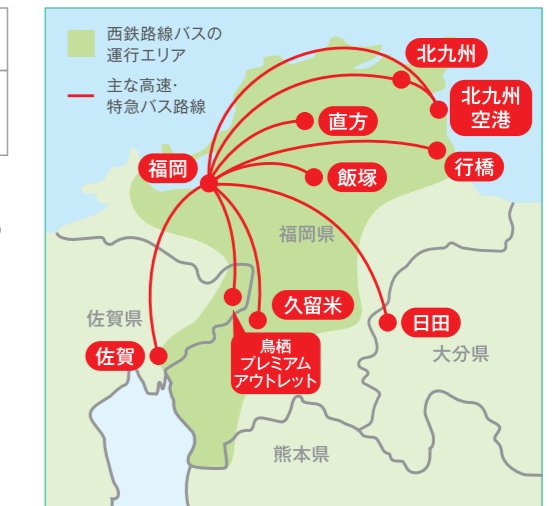 西鉄路線バスの
運行エリア
主な高速・
特急バス路線
北九州
北九州
空港
直方
福岡
行橋
飯塚
福岡県
久留米
佐賀県
日田
佐賀
鳥栖
プレミアム
アウトレット
大分県
熊本県